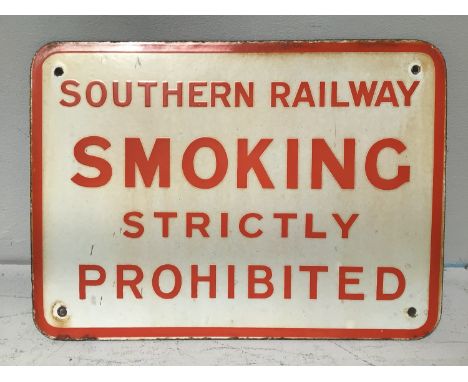 SOUTHERN RAILWAY
SMOKING
STRICTLY
PROHIBITED